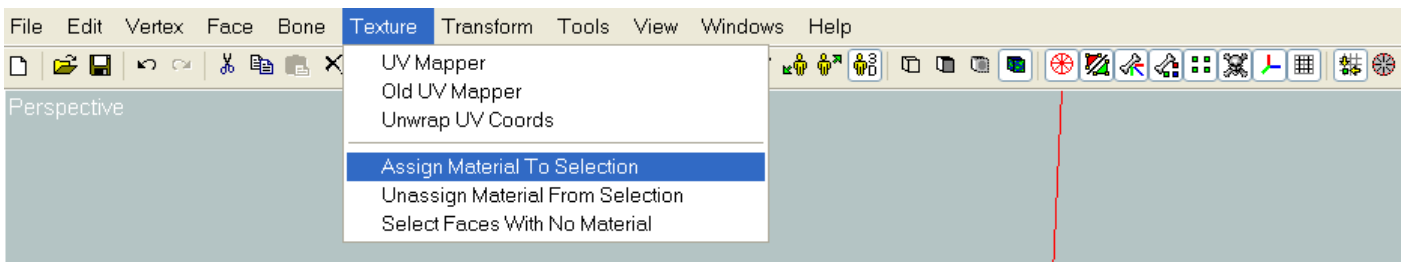 File Edit Vertex Face Bone Texture Transform Tools View Windows Help
UV Mapper
Old UV Mapper
Unwrap UV Coords
Perspective
Assign Material To Selection
Unassign Material From Selection
Select Faces With No Material